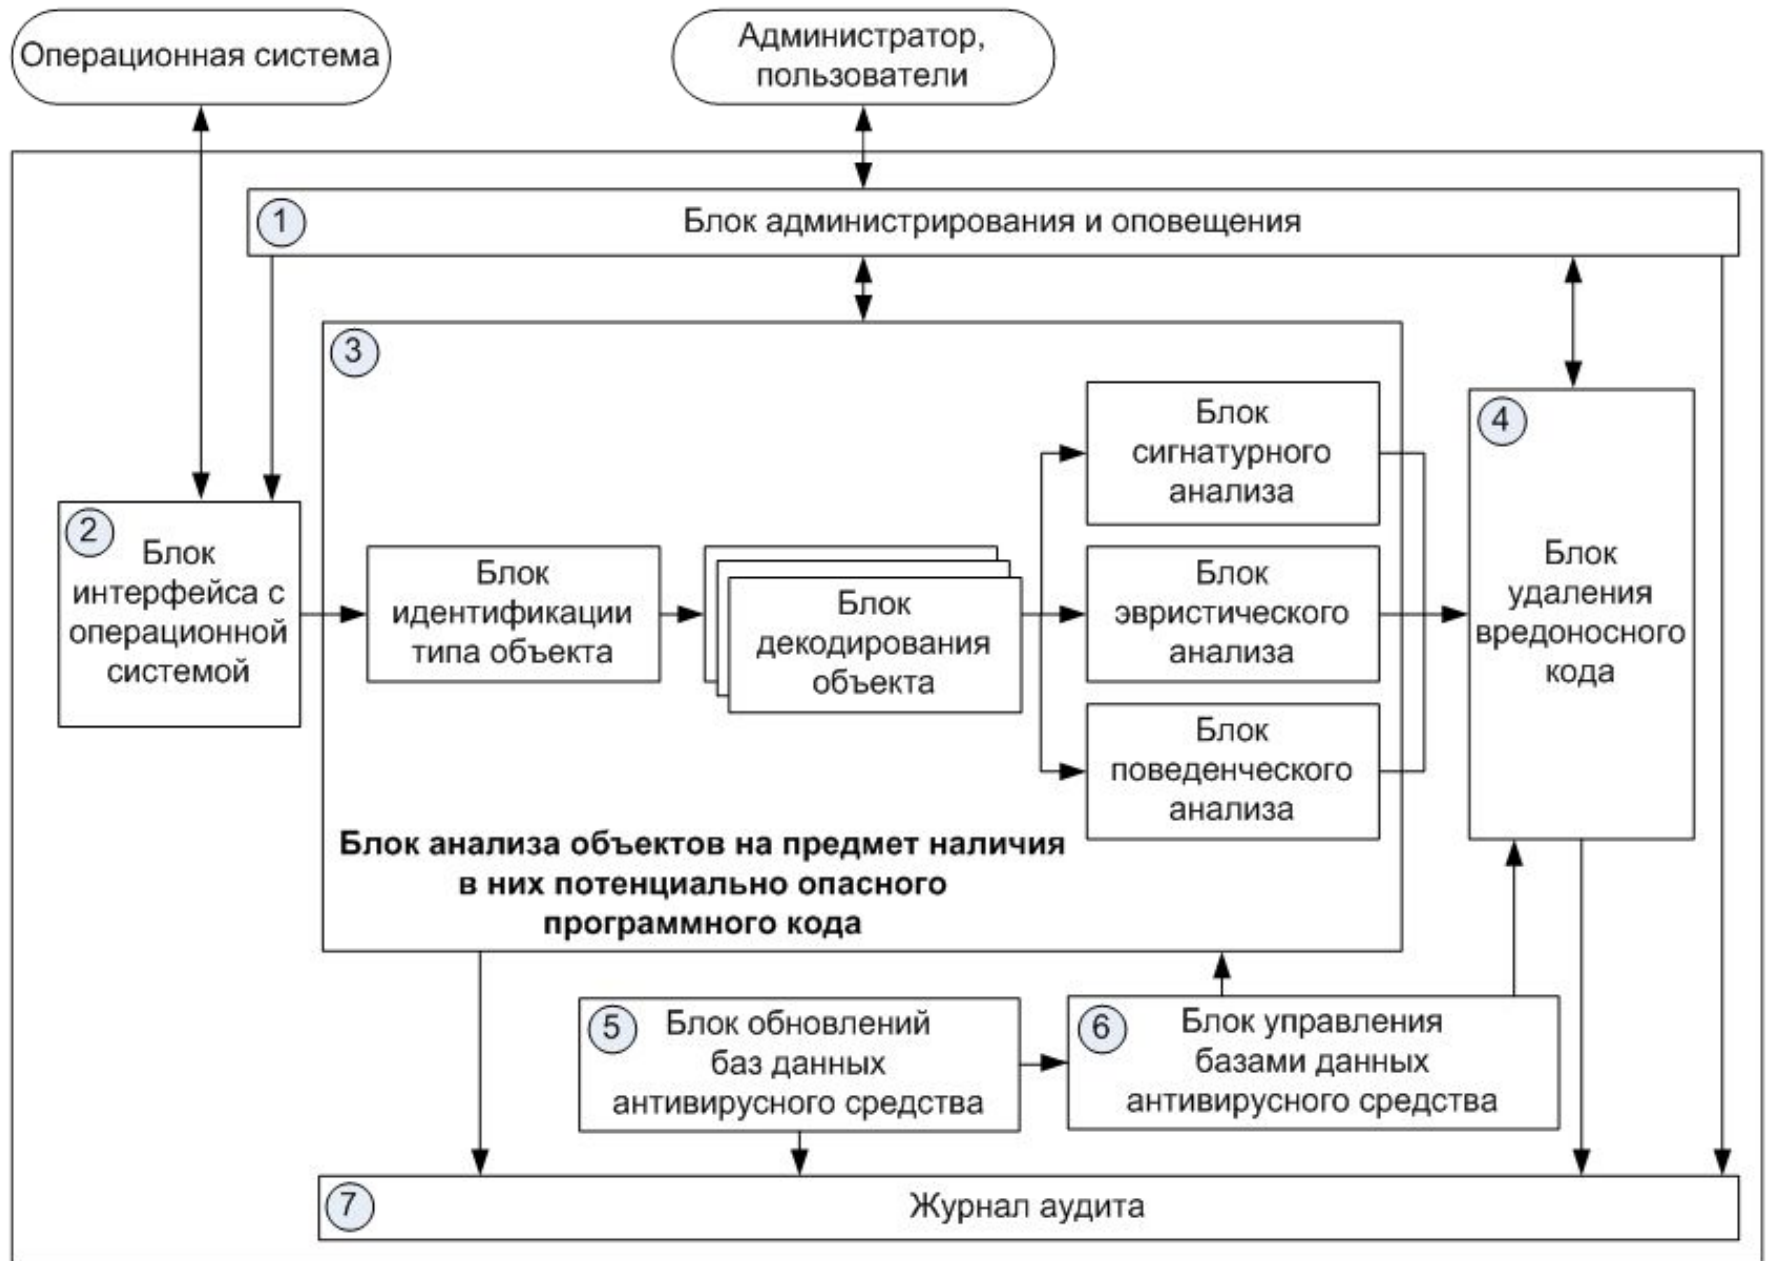 Операционная система
Администратор,
пользователи
1
Блок администрирования и оповещения
2
Блок
интерфейса с
операционной
системой
3
Блок
идентификации
типа объекта
Блок
декодирования
объекта
Блок
сигнатурного
анализа
Блок
эвристического
анализа
Блок
поведенческого
анализа
Блок анализа объектов на предмет наличия
в них потенциально опасного
программного кода
4
Блок
удаления
вредоносного
кода
5
Блок обновлений
баз данных
антивирусного средства
6
Блок управления
базами данных
антивирусного средства
7
Журнал аудита